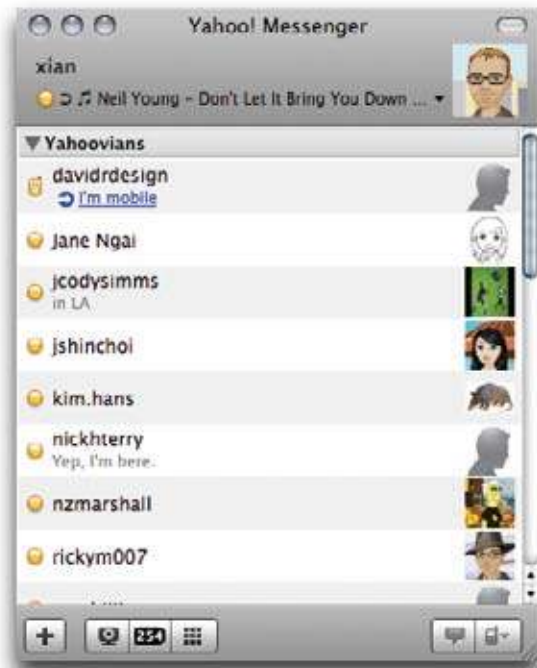 Yahoo! Messenger
xian
Neil Young – Don't Let It Bring You Down ...
Yahoovians
davidrdesign
I'm mobile
Jane Ngai
jcodysimms
in LA
jshinchoi
kim.hans
nickhterry
Yep, I'm here.
nzmarshall
rickym007